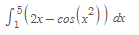 ∫₁⁵(2x−cos(x²)) dx